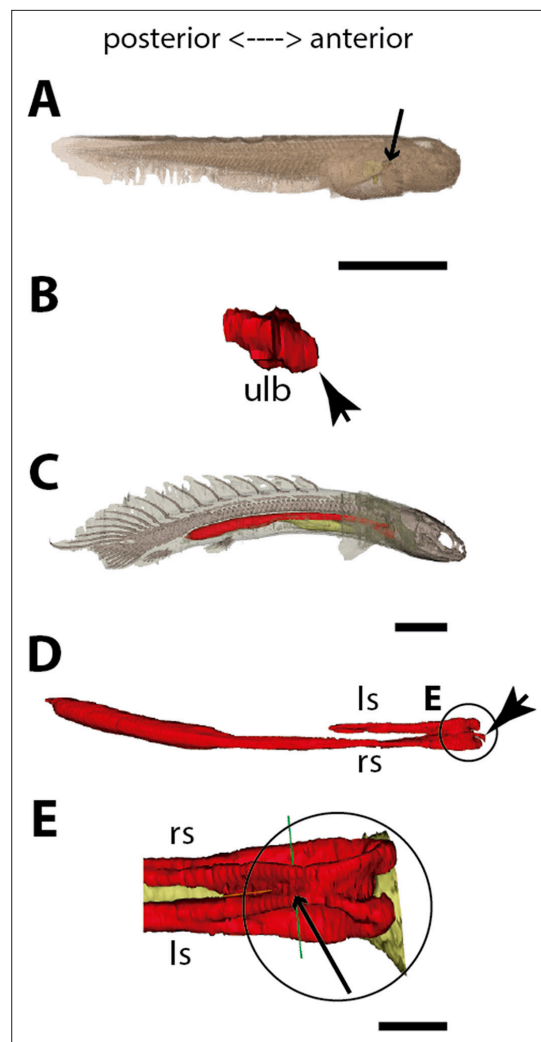 posterior <----> anterior
A
B
ulb
C
D
ls
E
rs
E
rs
ls